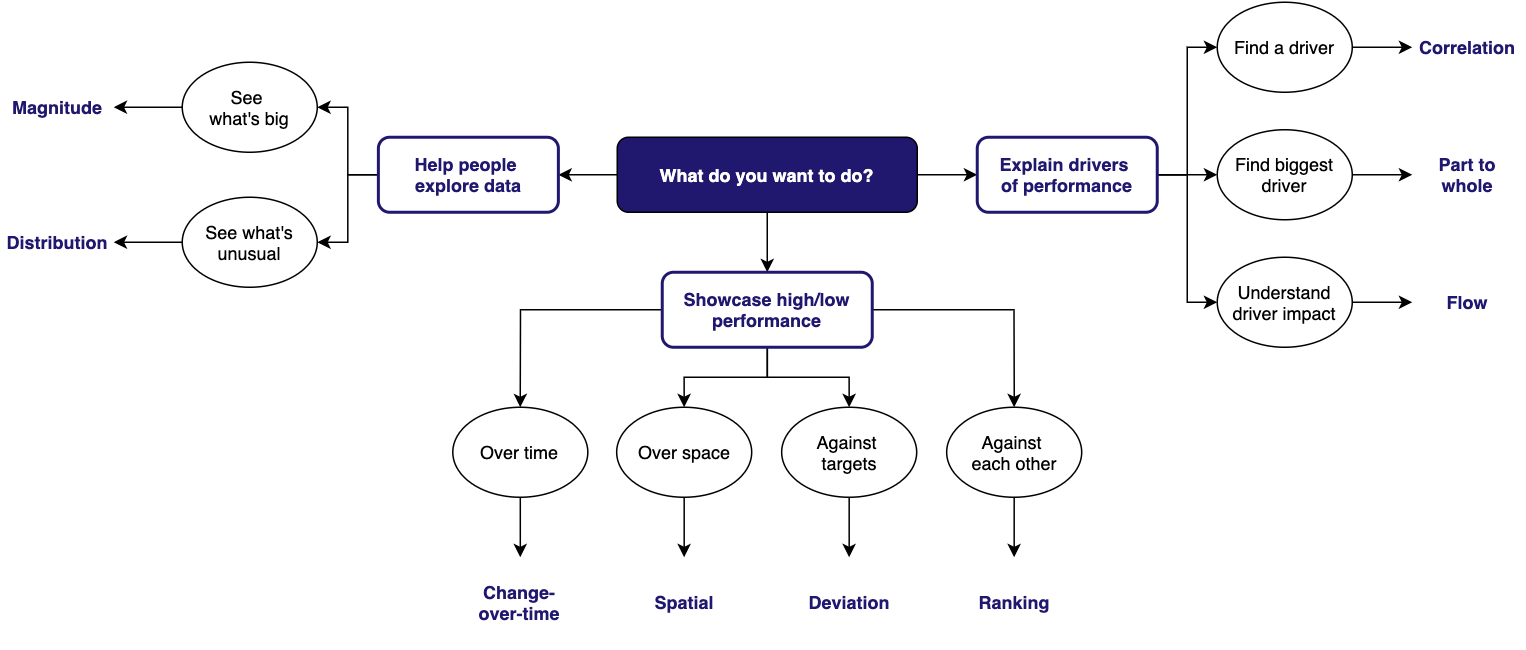 What do you want to do?
Help people
explore data
See
what's big
Magnitude
See what's
unusual
Distribution
Showcase high/low
performance
Over time
Change-
over-time
Over space
Spatial
Against
targets
Deviation
Against
each other
Ranking
Explain drivers
of performance
Find a driver
Correlation
Find biggest
driver
Part to
whole
Understand
driver impact
Flow